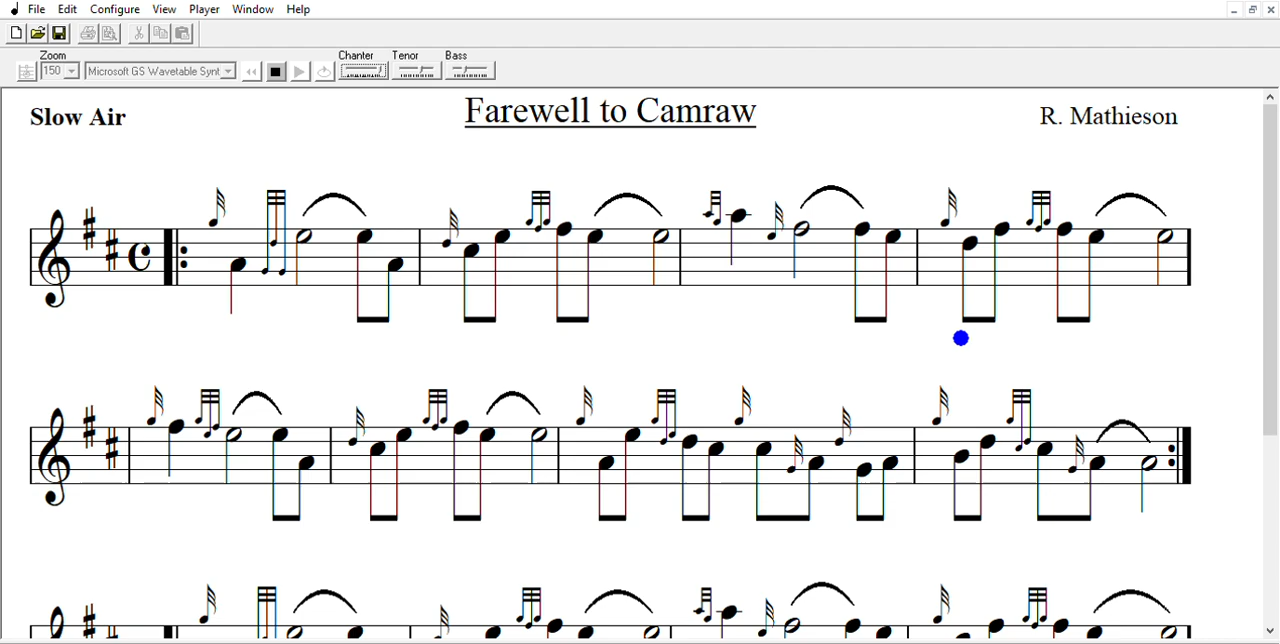 File Edit Configure View Player Window Help
Zoom Chanter Tenor Bass
150 Microsoft GS Wavetable Synt
Slow Air Farewell to Camraw R. Mathieson